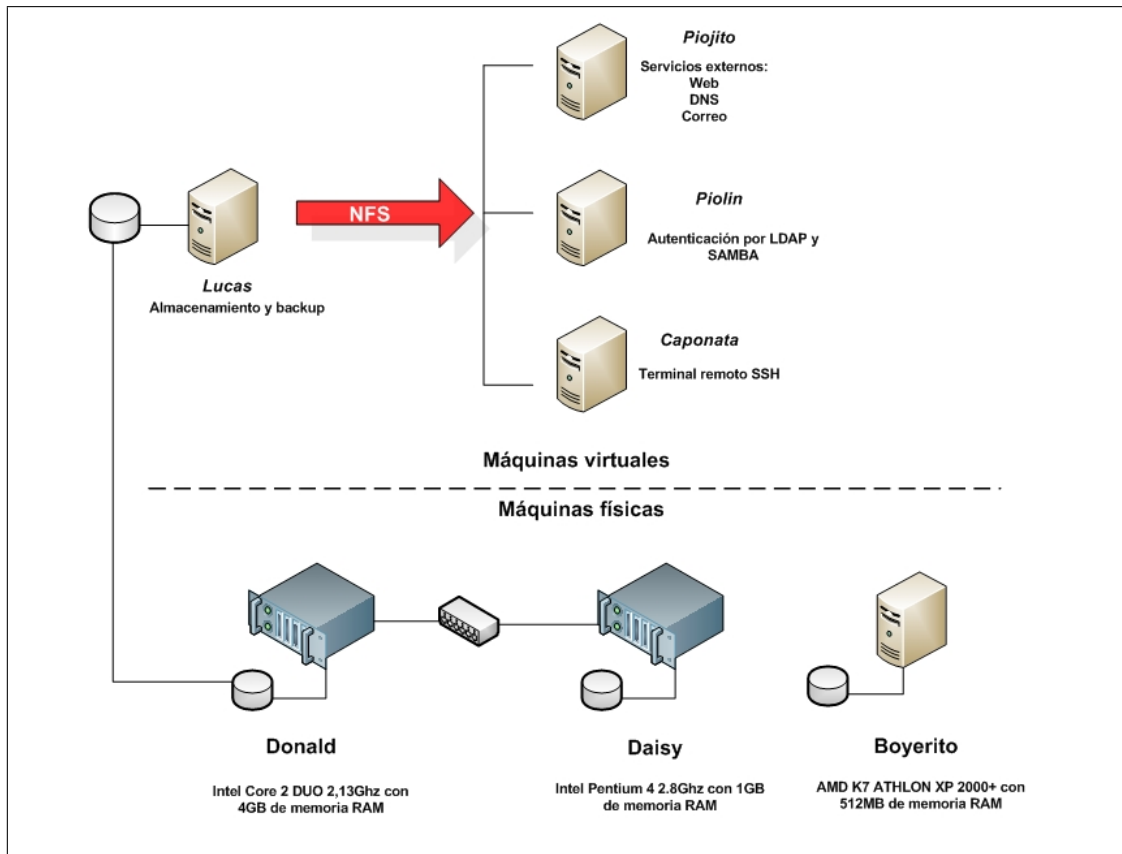 Piojito
Servicios externos:
Web
DNS
Correo
NFS
Piolin
Autenticación por LDAP y
SAMBA
Lucas
Almacenamiento y backup
Caponata
Terminal remoto SSH
Máquinas virtuales
Máquinas físicas
Donald
Intel Core 2 DUO 2,13Ghz con
4GB de memoria RAM
Daisy
Intel Pentium 4 2.8Ghz con 1GB
de memoria RAM
Boyerito
AMD K7 ATHLON XP 2000+ con
512MB de memoria RAM